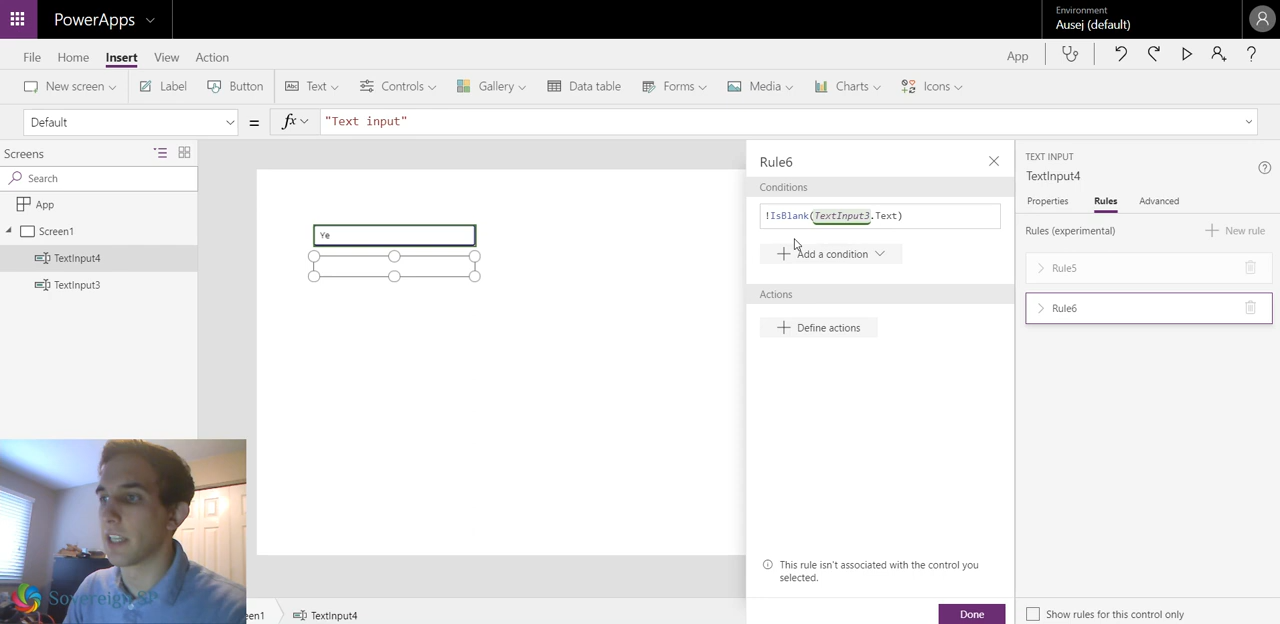 PowerApps
Environment
Ausej (default)
File Home Insert View Action
App
New screen Label Button Text Controls Gallery Data table Forms Media Charts Icons
Default = fx "Text input"
Screens
Search
App
Screen1
TextInput4
TextInput3
Ye
Rule6
Conditions
!IsBlank(TextInput3.Text)
Add a condition
Actions
Define actions
This rule isn't associated with the control you
selected.
Done
TEXT INPUT
TextInput4
Properties Rules Advanced
Rules (experimental) New rule
Rule5
Rule6
Show rules for this control only
een1 TextInput4
Sovereign SP